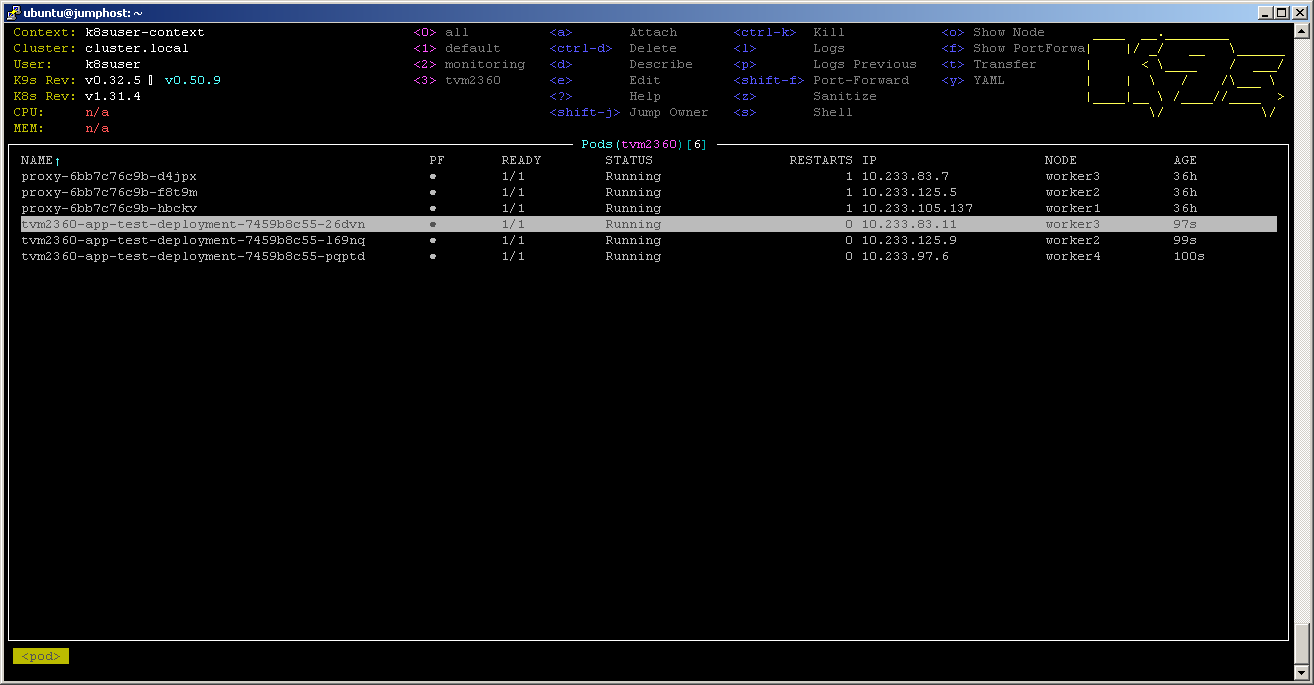 ubuntu@jumphost: ~
Context: k8suser-context <0> all <a> Attach <ctrl-k> Kill <o> Show Node
Cluster: cluster.local <1> default <ctrl-d> Delete <l> Logs <f> Show PortForwa
User: k8suser <2> monitoring <d> Describe <p> Logs Previous <t> Transfer
K9s Rev: v0.32.5 v0.50.9 <3> tvm2360 <e> Edit <shift-f> Port-Forward <y> YAML
K8s Rev: v1.31.4 <?> Help <z> Sanitize
CPU: n/a <shift-j> Jump Owner <s> Shell
MEM: n/a
Pods(tvm2360)[6]
NAME↑ PF READY STATUS RESTARTS IP NODE AGE
proxy-6bb7c76c9b-d4jpx ● 1/1 Running 1 10.233.83.7 worker3 36h
proxy-6bb7c76c9b-f8t9m ● 1/1 Running 1 10.233.125.5 worker2 36h
proxy-6bb7c76c9b-hbckv ● 1/1 Running 1 10.233.105.137 worker1 36h
tvm2360-app-test-deployment-7459b8c55-26dvn ● 1/1 Running 0 10.233.83.11 worker3 97s
tvm2360-app-test-deployment-7459b8c55-l69nq ● 1/1 Running 0 10.233.125.9 worker2 99s
tvm2360-app-test-deployment-7459b8c55-pqptd ● 1/1 Running 0 10.233.97.6 worker4 100s
<pod>